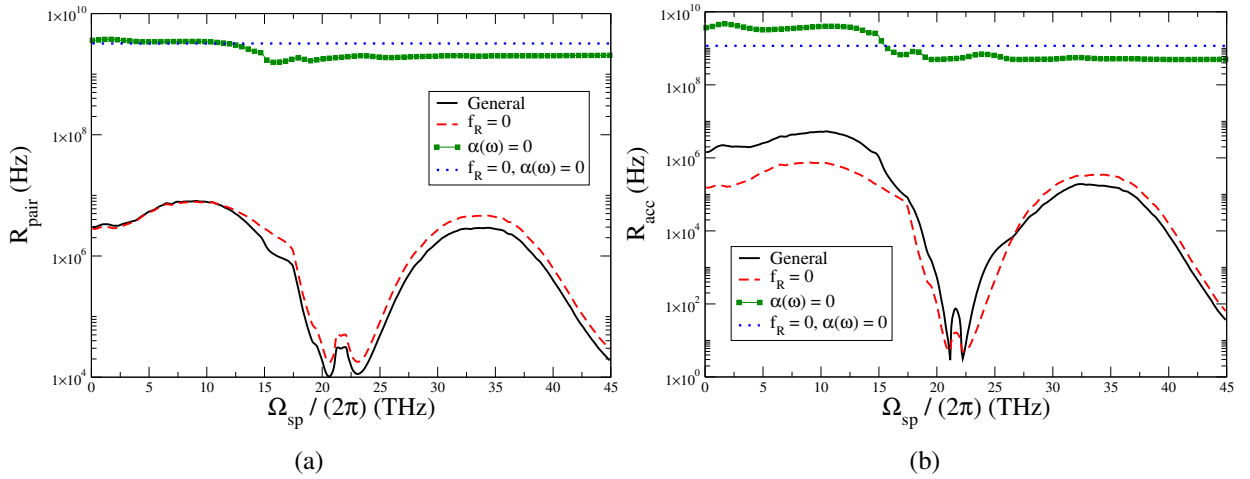 1×10^10
1×10^8
1×10^6
1×10^4
R_pair (Hz)
General
f_R = 0
α(ω) = 0
f_R = 0, α(ω) = 0
0 5 10 15 20 25 30 35 40 45
Ω_sp / (2π) (THz)
(a)
1×10^10
1×10^8
1×10^6
1×10^4
1×10^2
1×10^0
R_acc (Hz)
General
f_R = 0
α(ω) = 0
f_R = 0, α(ω) = 0
0 5 10 15 20 25 30 35 40 45
Ω_sp / (2π) (THz)
(b)